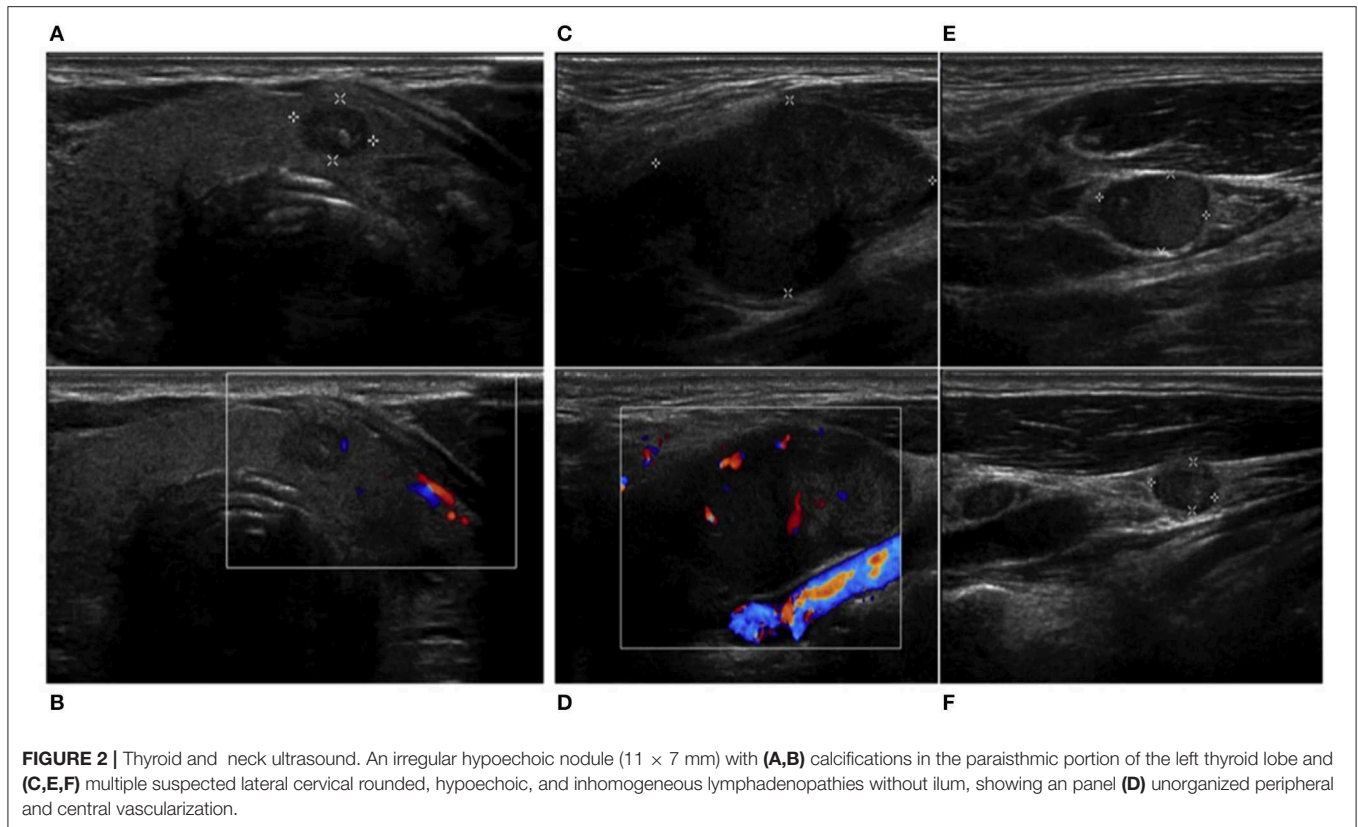 A
C
E
B
D
F
FIGURE 2 | Thyroid and neck ultrasound. An irregular hypoechoic nodule (11 × 7 mm) with (A,B) calcifications in the paraisthmic portion of the left thyroid lobe and
(C,E,F) multiple suspected lateral cervical rounded, hypoechoic, and inhomogeneous lymphadenopathies without ilum, showing an panel (D) unorganized peripheral
and central vascularization.